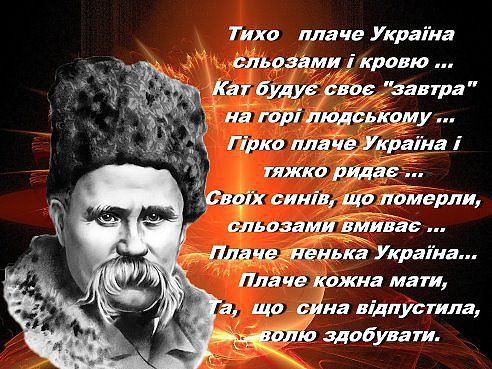 Тихо плаче Україна
сльозами і кровю ...
Кат будує своє "завтра"
на горі людському ...
Гірко плаче Україна і
тяжко ридає ...
Своїх синів, що померли,
сльозами вмиває ...
Плаче ненька Україна...
Плаче кожна мати,
Та, що сина відпустила,
волю здобувати.